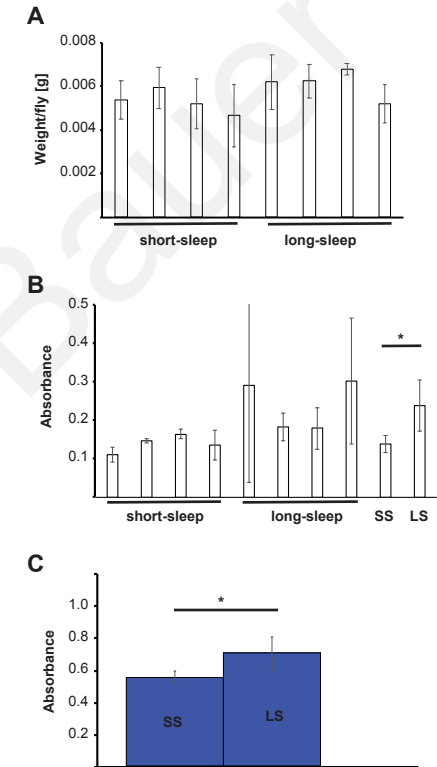 A
0.008
0.006
0.004
0.002
Weight/fly [g]
short-sleep long-sleep
B
0.5
0.4
0.3
0.2
0.1
Absorbance
*
short-sleep long-sleep SS LS
C
1.0
0.8
0.6
0.4
0.2
Absorbance
*
SS LS
Bauer